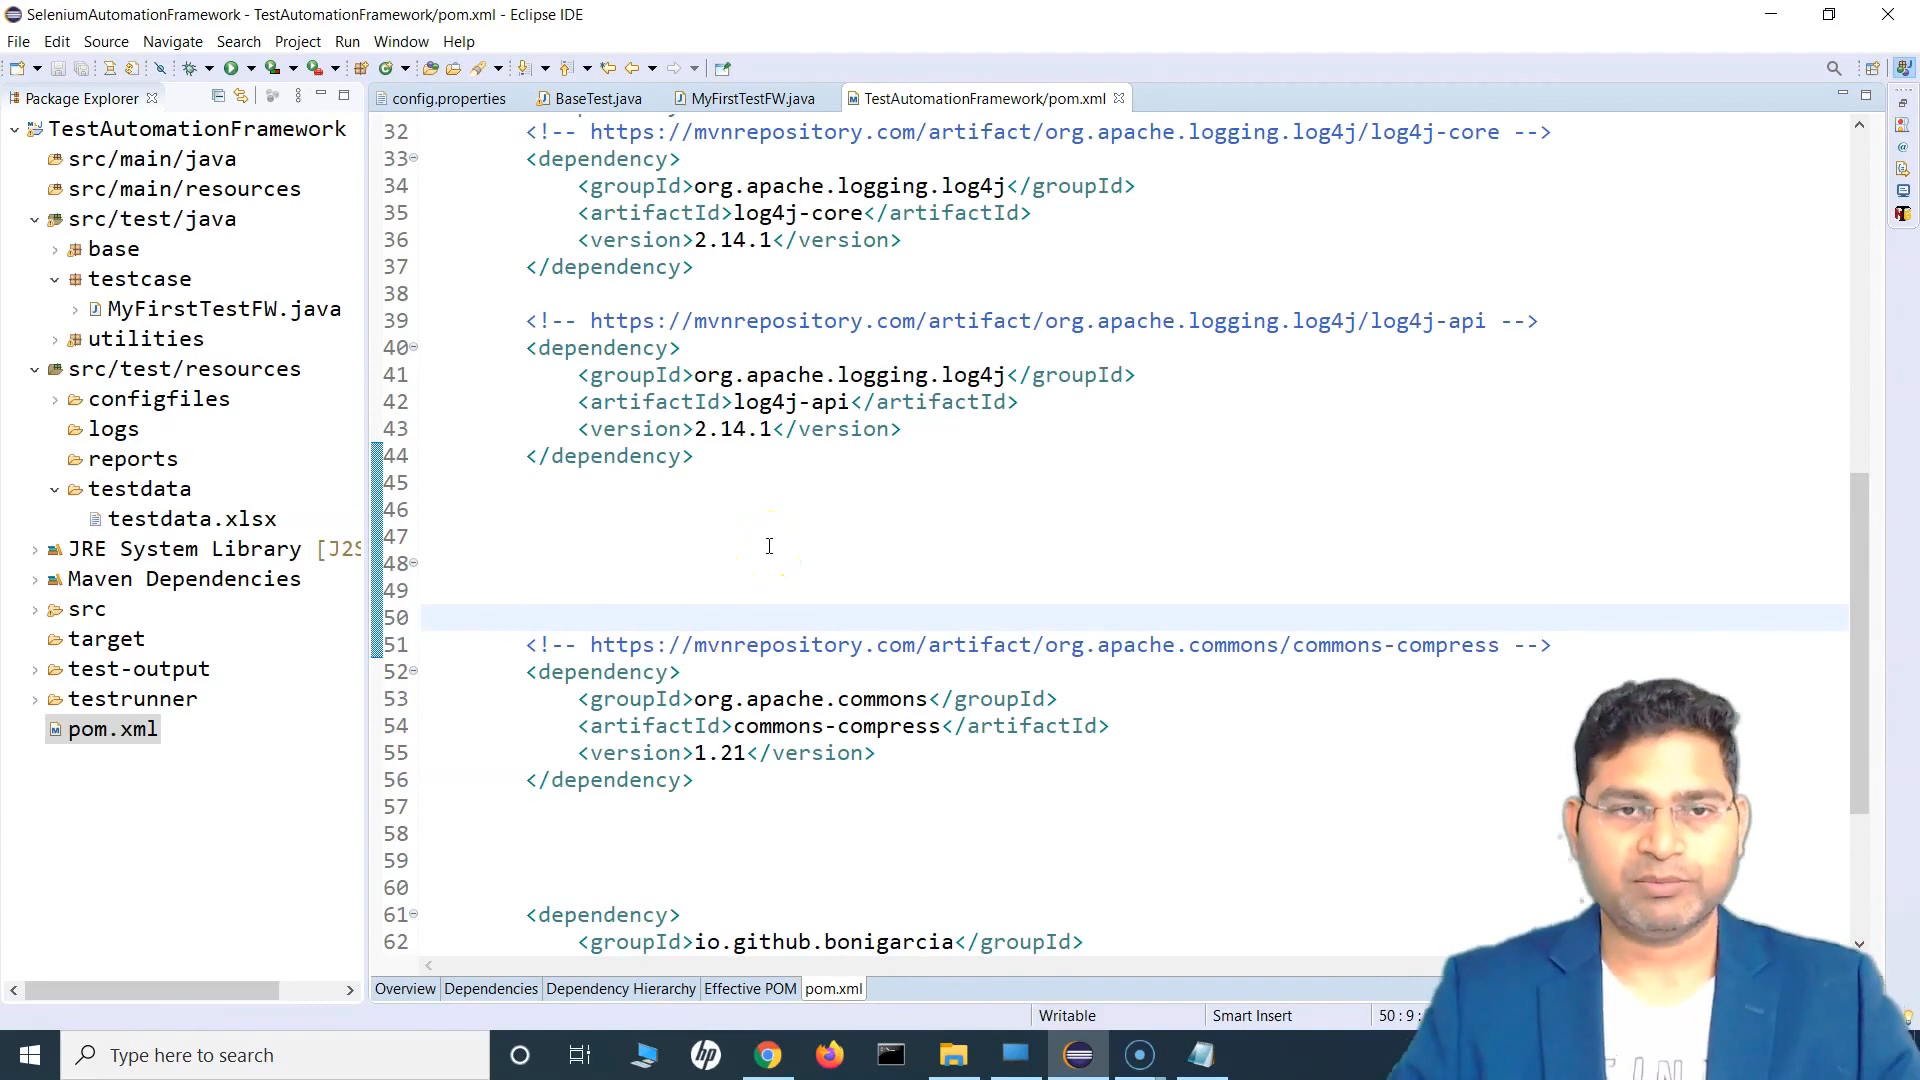 SeleniumAutomationFramework - TestAutomationFramework/pom.xml - Eclipse IDE
File Edit Source Navigate Search Project Run Window Help
Package Explorer
config.properties BaseTest.java MyFirstTestFW.java TestAutomationFramework/pom.xml
TestAutomationFramework
src/main/java
src/main/resources
src/test/java
base
testcase
MyFirstTestFW.java
utilities
src/test/resources
configfiles
logs
reports
testdata
testdata.xlsx
JRE System Library [J2S
Maven Dependencies
src
target
test-output
testrunner
pom.xml
32 <!-- https://mvnrepository.com/artifact/org.apache.logging.log4j/log4j-core -->
33 <dependency>
34 <groupId>org.apache.logging.log4j</groupId>
35 <artifactId>log4j-core</artifactId>
36 <version>2.14.1</version>
37 </dependency>
38
39 <!-- https://mvnrepository.com/artifact/org.apache.logging.log4j/log4j-api -->
40 <dependency>
41 <groupId>org.apache.logging.log4j</groupId>
42 <artifactId>log4j-api</artifactId>
43 <version>2.14.1</version>
44 </dependency>
45
46
47
48
49
50
51 <!-- https://mvnrepository.com/artifact/org.apache.commons/commons-compress -->
52 <dependency>
53 <groupId>org.apache.commons</groupId>
54 <artifactId>commons-compress</artifactId>
55 <version>1.21</version>
56 </dependency>
57
58
59
60
61 <dependency>
62 <groupId>io.github.bonigarcia</groupId>
Overview Dependencies Dependency Hierarchy Effective POM pom.xml
Writable Smart Insert 50 : 9 :
Type here to search
hp